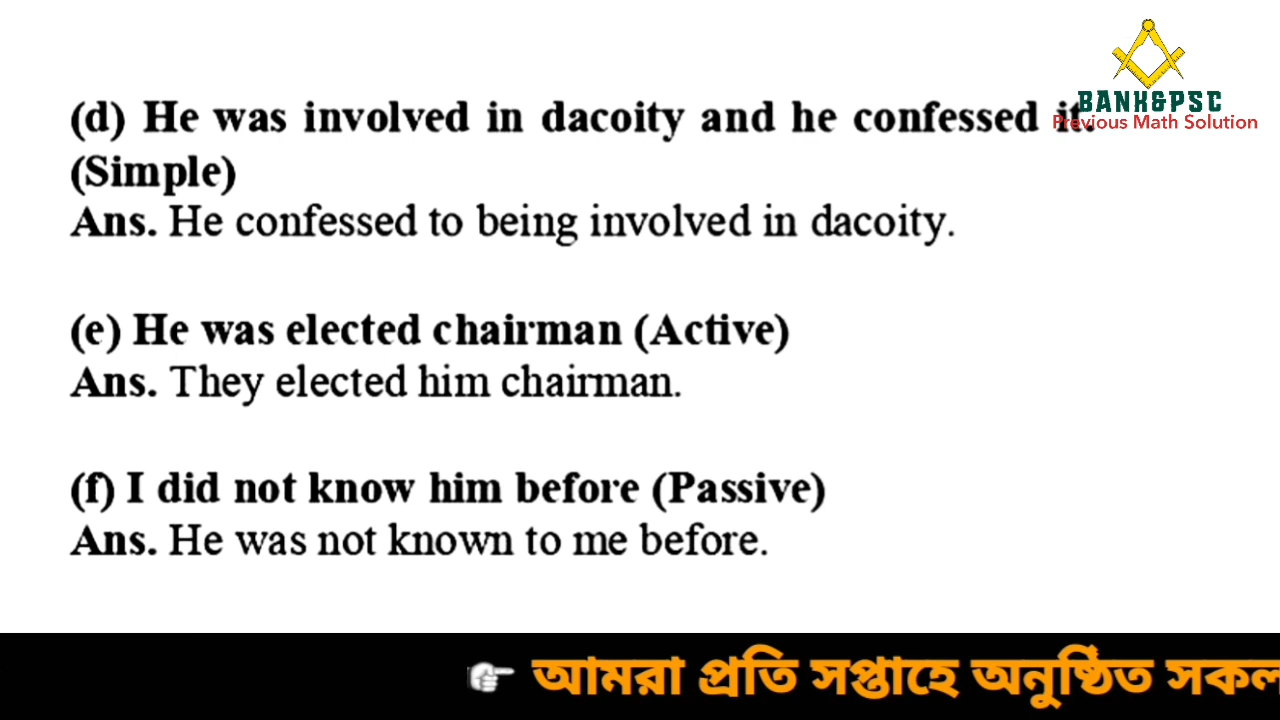 BANK&PSC
Previous Math Solution
(d) He was involved in dacoity and he confessed it.
(Simple)
Ans. He confessed to being involved in dacoity.
(e) He was elected chairman (Active)
Ans. They elected him chairman.
(f) I did not know him before (Passive)
Ans. He was not known to me before.
আমরা প্রতি সপ্তাহে অনুষ্ঠিত সকল